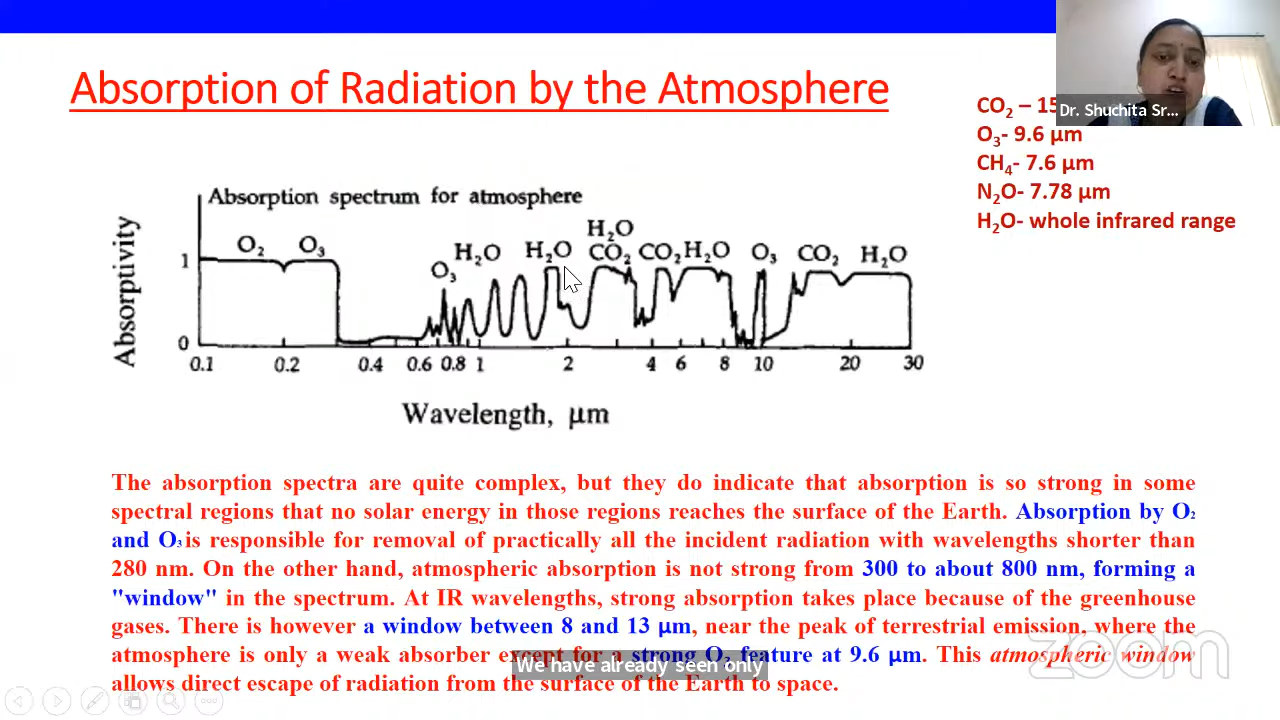 Absorption of Radiation by the Atmosphere
CO₂ – 15
Dr. Shuchita Sr...
O₃- 9.6 µm
CH₄- 7.6 µm
N₂O- 7.78 µm
H₂O- whole infrared range
Absorption spectrum for atmosphere
Absorptivity
1
0
O₂ O₃ O₃ H₂O H₂O H₂O CO₂ CO₂ H₂O O₃ CO₂ H₂O
0.1 0.2 0.4 0.6 0.8 1 2 4 6 8 10 20 30
Wavelength, µm
The absorption spectra are quite complex, but they do indicate that absorption is so strong in some
spectral regions that no solar energy in those regions reaches the surface of the Earth. Absorption by O₂
and O₃ is responsible for removal of practically all the incident radiation with wavelengths shorter than
280 nm. On the other hand, atmospheric absorption is not strong from 300 to about 800 nm, forming a
"window" in the spectrum. At IR wavelengths, strong absorption takes place because of the greenhouse
gases. There is however a window between 8 and 13 µm, near the peak of terrestrial emission, where the
atmosphere is only a weak absorber except for a strong O₃ feature at 9.6 µm. This atmospheric window
allows direct escape of radiation from the surface of the Earth to space.
We have already seen only
zoom